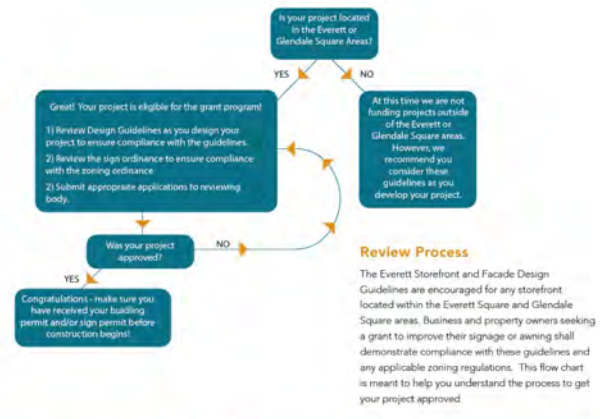 Is your project located
in the Everett or
Glendale Square Areas?
YES
NO
Great! Your project is eligible for the grant program!
1) Review Design Guidelines as you design your
project to ensure compliance with the guidelines.
2) Review the sign ordinance to ensure compliance
with the zoning ordinance
2) Submit appropriate applications to reviewing
body.
At this time we are not
funding projects outside
of the Everett or
Glendale Square areas.
However, we
recommend you
consider these
guidelines as you
develop your project.
Was your project
approved?
NO
YES
Congratulations - make sure you
have received your buidling
permit and/or sign permit before
construction begins!
Review Process
The Everett Storefront and Facade Design
Guidelines are encouraged for any storefront
located within the Everett Square and Glendale
Square areas. Business and property owners seeking
a grant to improve their signage or awning shall
demonstrate compliance with these guidelines and
any applicable zoning regulations. This flow chart
is meant to help you understand the process to get
your project approved